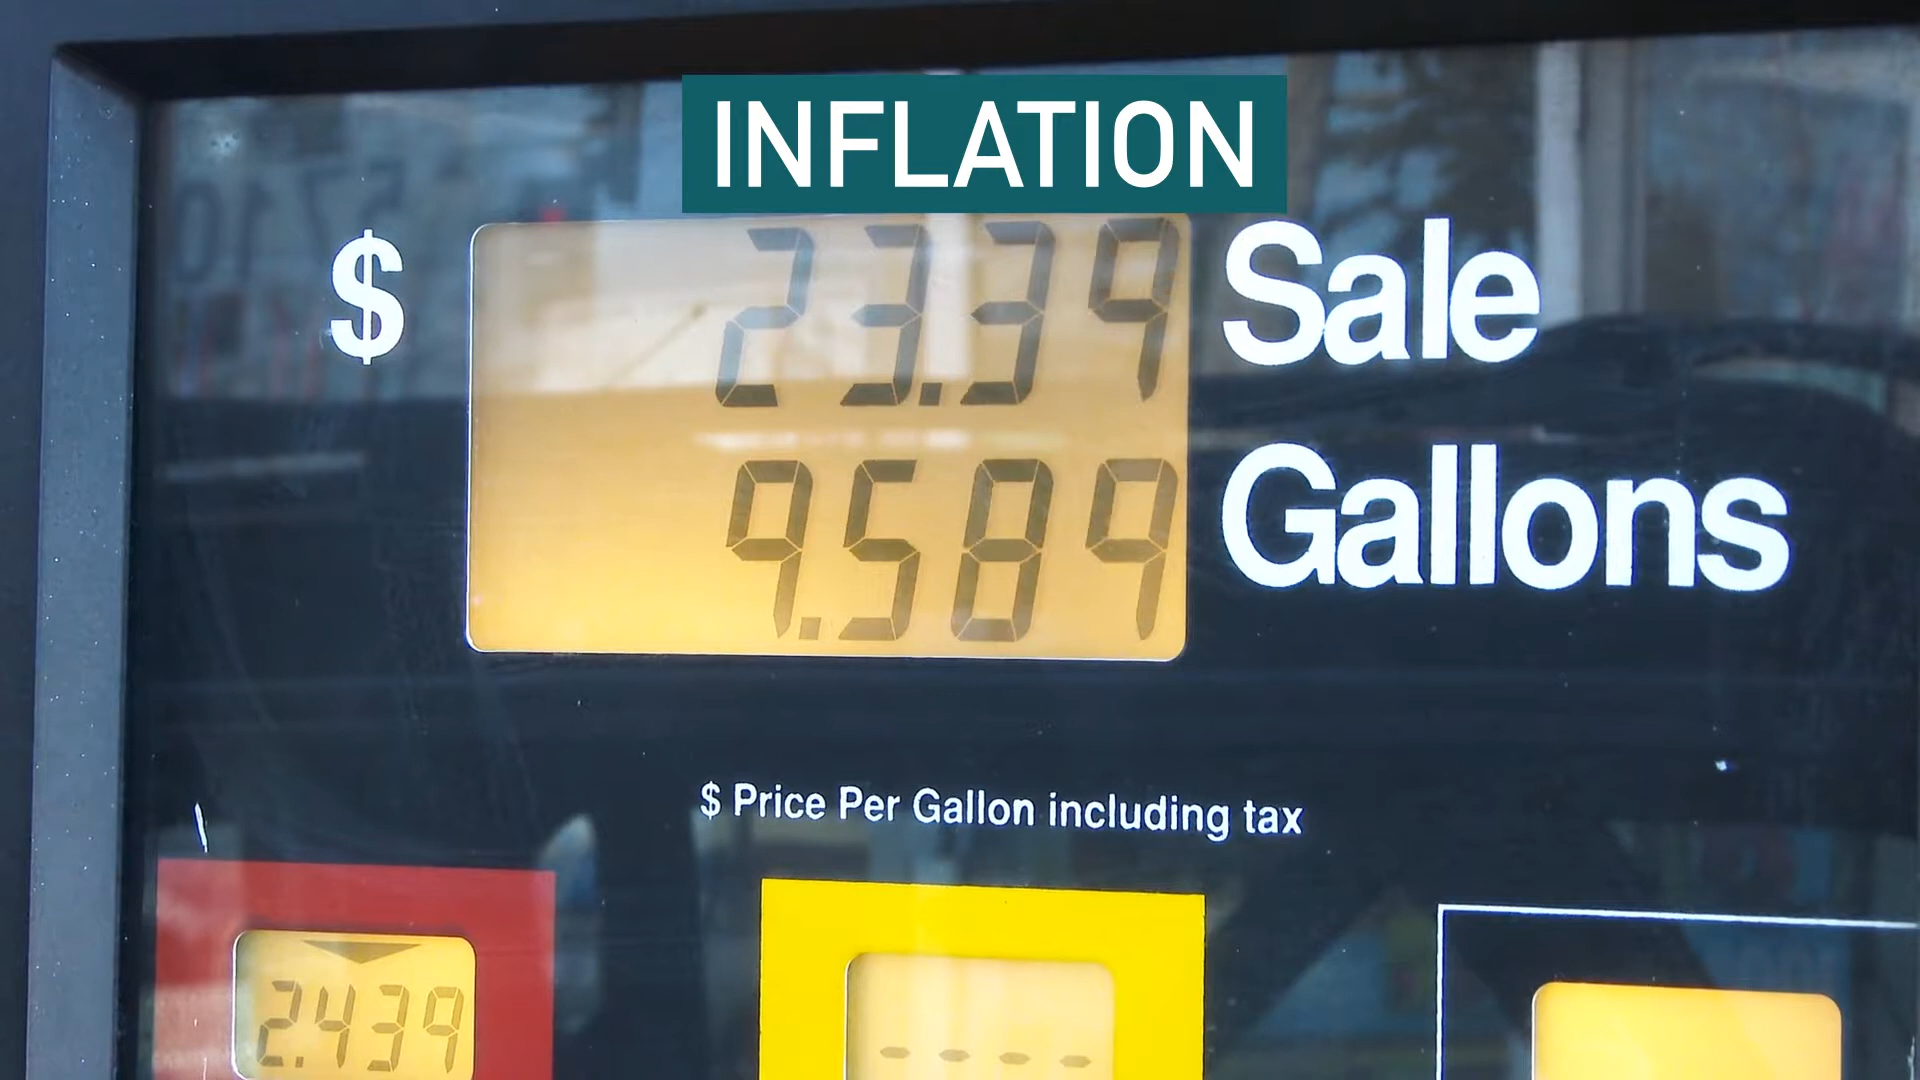 INFLATION
$ 23.39 Sale
9.589 Gallons
$ Price Per Gallon including tax
2.439 ----